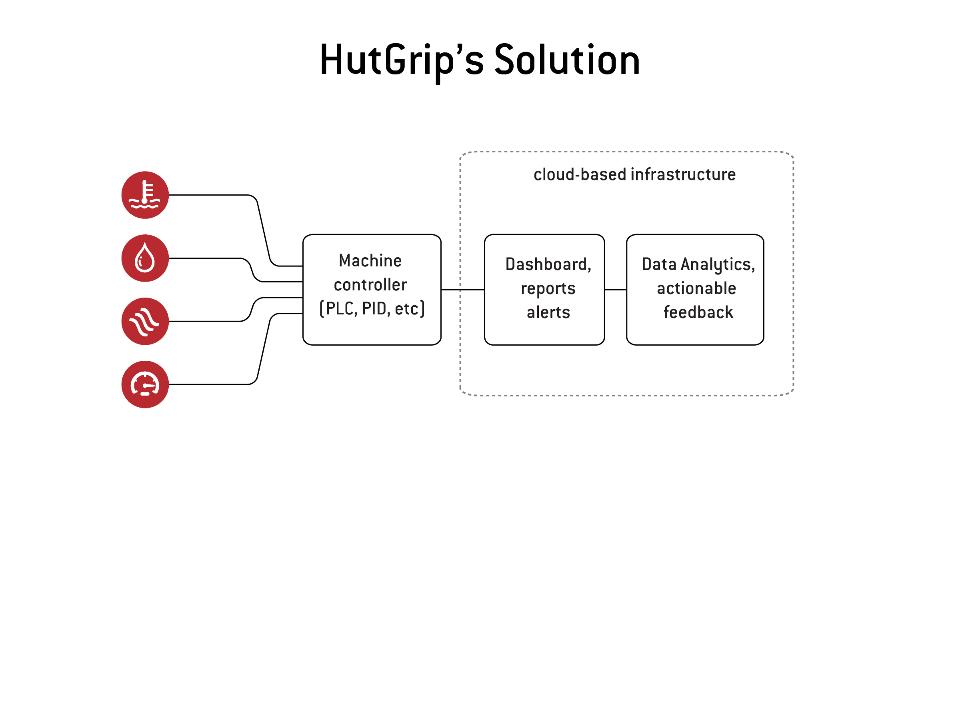 HutGrip's Solution
cloud-based infrastructure
Machine
controller
(PLC, PID, etc)
Dashboard,
reports
alerts
Data Analytics,
actionable
feedback